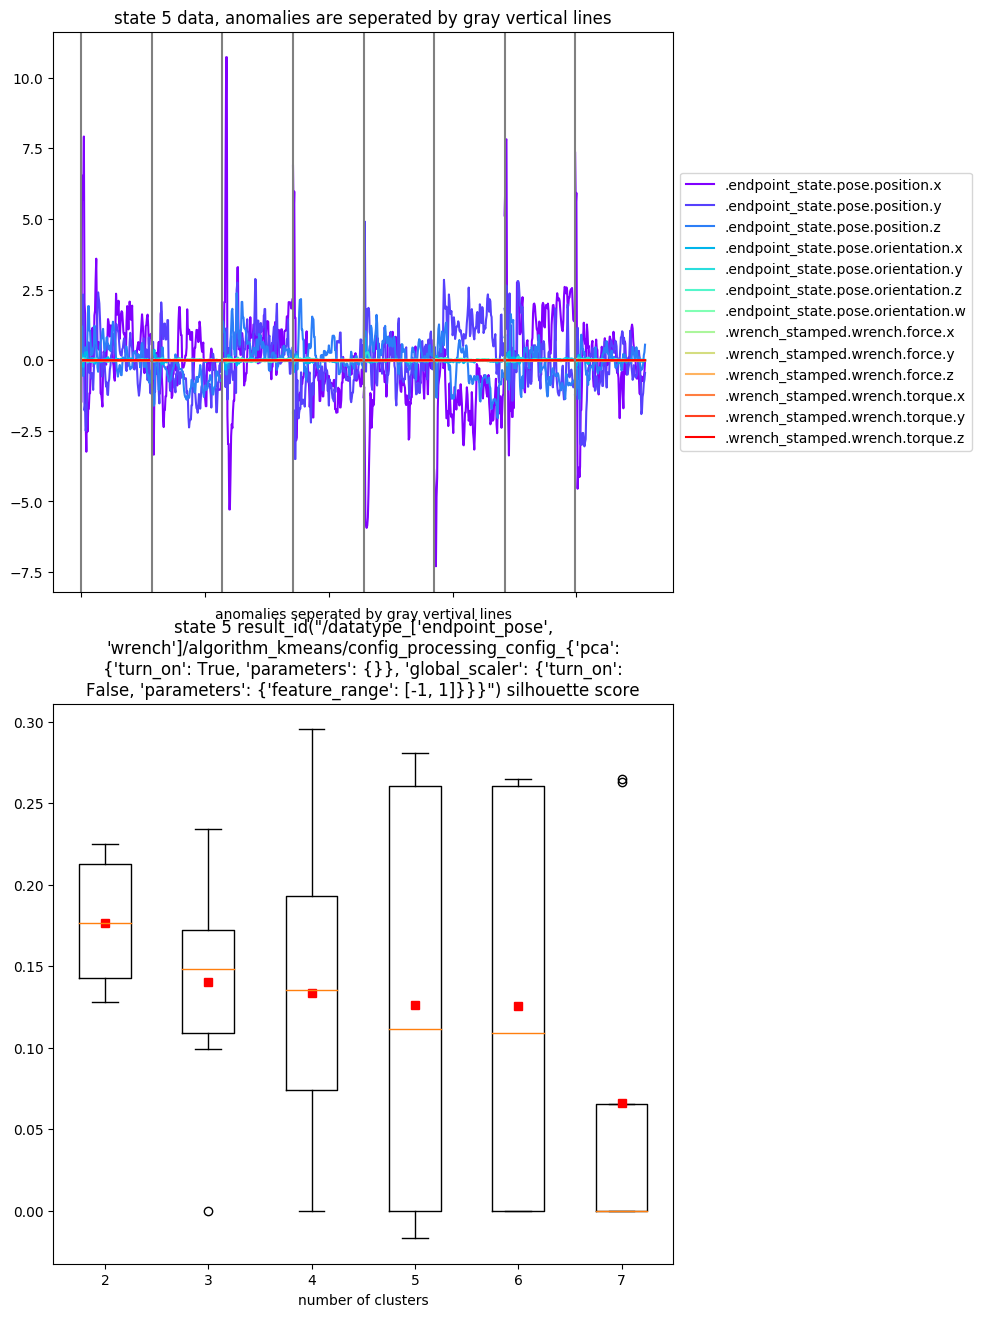 state 5 data, anomalies are seperated by gray vertical lines
10.0
7.5
5.0
2.5
0.0
−2.5
−5.0
−7.5
.endpoint_state.pose.position.x
.endpoint_state.pose.position.y
.endpoint_state.pose.position.z
.endpoint_state.pose.orientation.x
.endpoint_state.pose.orientation.y
.endpoint_state.pose.orientation.z
.endpoint_state.pose.orientation.w
.wrench_stamped.wrench.force.x
.wrench_stamped.wrench.force.y
.wrench_stamped.wrench.force.z
.wrench_stamped.wrench.torque.x
.wrench_stamped.wrench.torque.y
.wrench_stamped.wrench.torque.z
anomalies seperated by gray vertival lines
state 5 result_id("/datatype_['endpoint_pose',
'wrench']/algorithm_kmeans/config_processing_config_{'pca':
{'turn_on': True, 'parameters': {}}, 'global_scaler': {'turn_on':
False, 'parameters': {'feature_range': [-1, 1]}}}") silhouette score
0.30
0.25
0.20
0.15
0.10
0.05
0.00
2 3 4 5 6 7
number of clusters